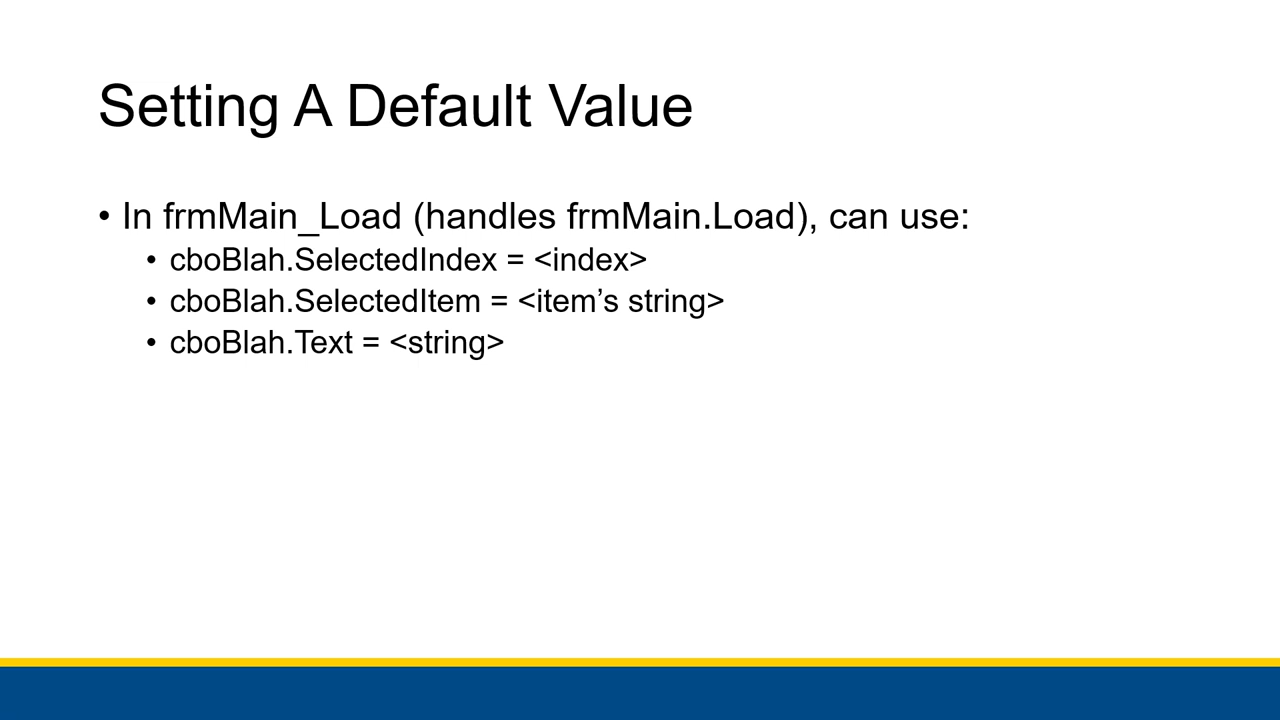 Setting A Default Value
• In frmMain_Load (handles frmMain.Load), can use:
• cboBlah.SelectedIndex = <index>
• cboBlah.SelectedItem = <item’s string>
• cboBlah.Text = <string>